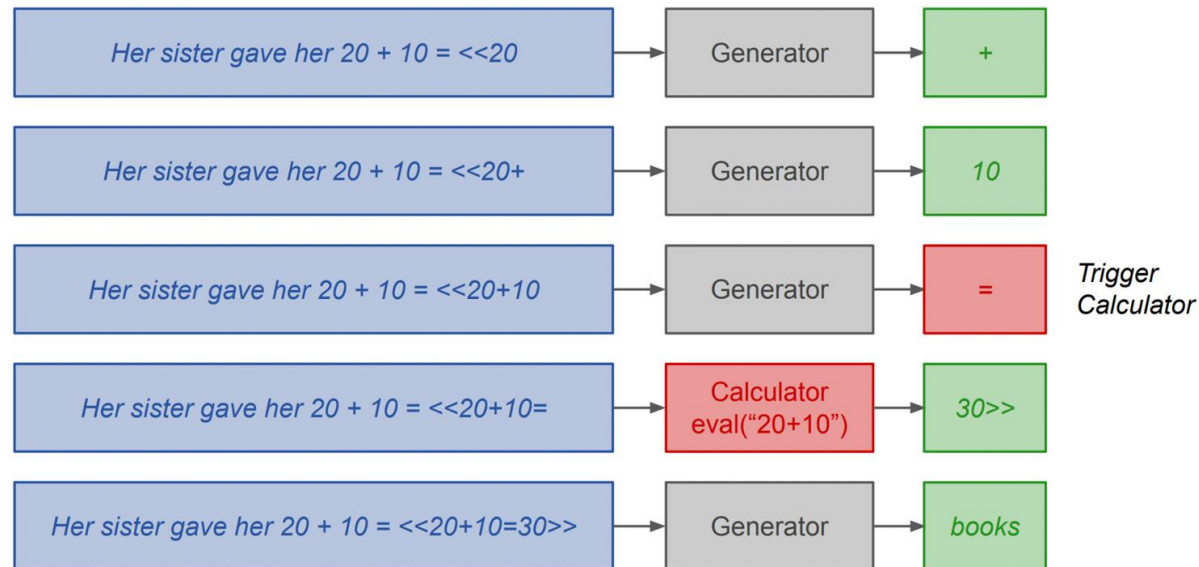 Her sister gave her 20 + 10 = <<20
Generator
+
Her sister gave her 20 + 10 = <<20+
Generator
10
Her sister gave her 20 + 10 = <<20+10
Generator
=
Trigger
Calculator
Her sister gave her 20 + 10 = <<20+10=
Calculator
eval(“20+10”)
30>>
Her sister gave her 20 + 10 = <<20+10=30>>
Generator
books